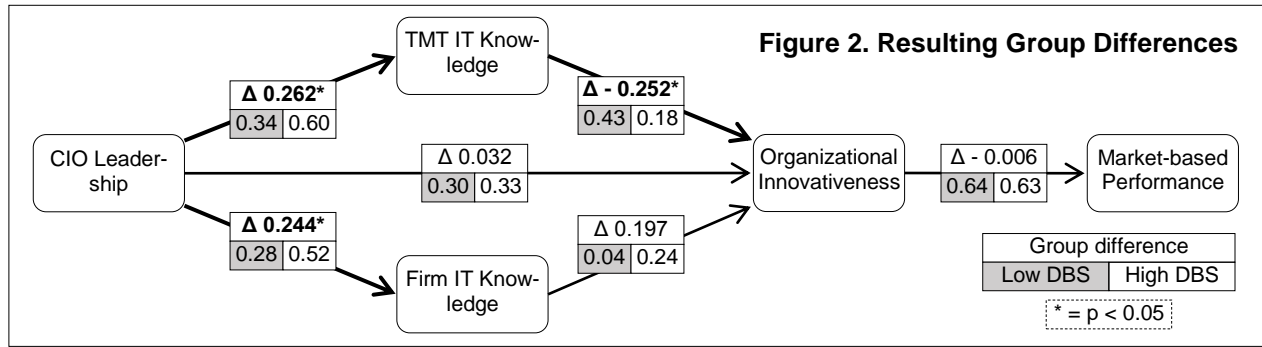 Figure 2. Resulting Group Differences
TMT IT Know-
ledge
Δ 0.262*
0.34 0.60
Δ - 0.252*
0.43 0.18
CIO Leader-
ship
Δ 0.032
0.30 0.33
Organizational
Innovativeness
Δ - 0.006
0.64 0.63
Market-based
Performance
Δ 0.244*
0.28 0.52
Δ 0.197
0.04 0.24
Firm IT Know-
ledge
Group difference
Low DBS High DBS
* = p < 0.05